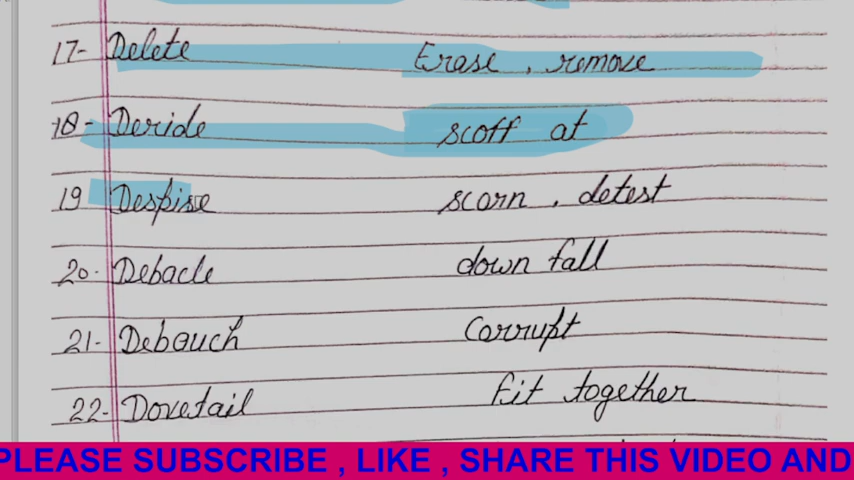 17- Delete Erase, remove
18- Deride scoff at
19 Despise scorn, detest
20- Debacle down fall
21- Debauch Corrupt
22- Dovetail fit together
PLEASE SUBSCRIBE , LIKE , SHARE THIS VIDEO AND